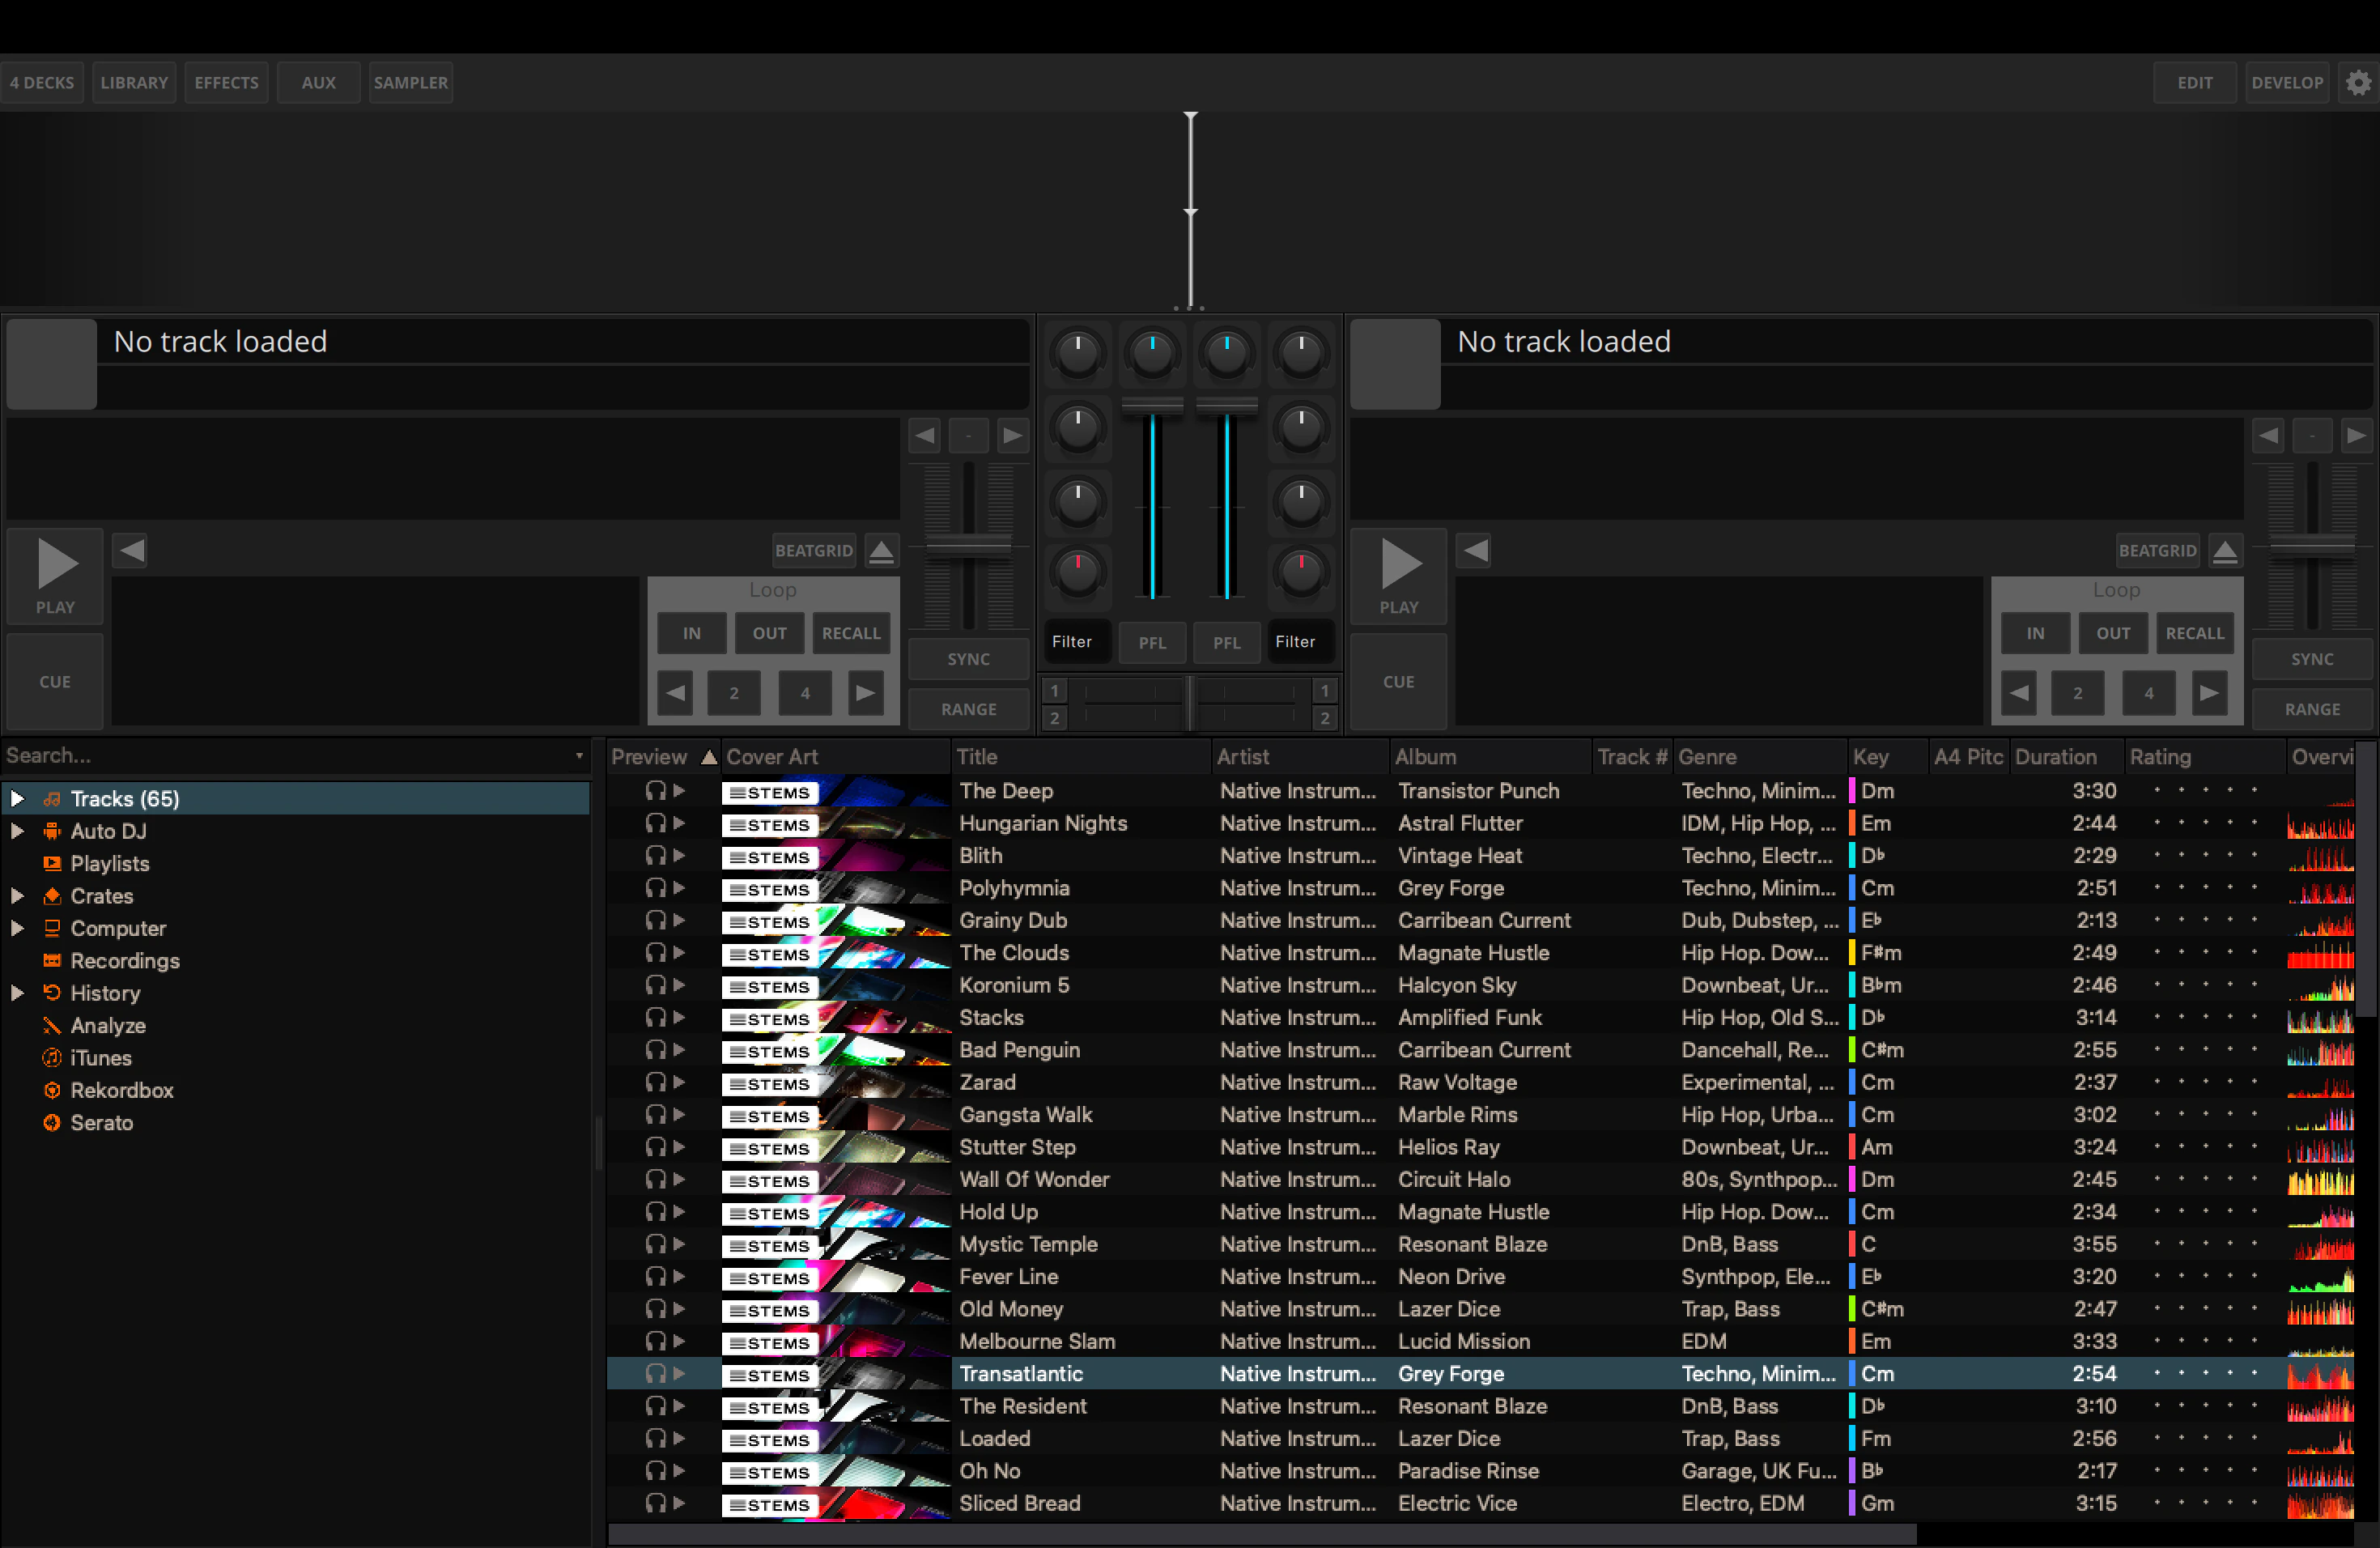 4 DECKS LIBRARY EFFECTS AUX SAMPLER EDIT DEVELOP
No track loaded
No track loaded
-
-
BEATGRID
BEATGRID
PLAY
Loop
PLAY
Loop
IN OUT RECALL
Filter PFL PFL Filter
IN OUT RECALL
SYNC
SYNC
CUE
2 4
1 1
CUE
2 4
RANGE
2 2
RANGE
Search...
Preview Cover Art Title Artist Album Track # Genre Key A4 Pitc Duration Rating Overvi
Tracks (65)
Auto DJ
Playlists
Crates
Computer
Recordings
History
Analyze
iTunes
Rekordbox
Serato
STEMS The Deep Native Instrum... Transistor Punch Techno, Minim... Dm 3:30
STEMS Hungarian Nights Native Instrum... Astral Flutter IDM, Hip Hop, ... Em 2:44
STEMS Blith Native Instrum... Vintage Heat Techno, Electr... D♭ 2:29
STEMS Polyhymnia Native Instrum... Grey Forge Techno, Minim... Cm 2:51
STEMS Grainy Dub Native Instrum... Carribean Current Dub, Dubstep, ... E♭ 2:13
STEMS The Clouds Native Instrum... Magnate Hustle Hip Hop. Dow... F#m 2:49
STEMS Koronium 5 Native Instrum... Halcyon Sky Downbeat, Ur... B♭m 2:46
STEMS Stacks Native Instrum... Amplified Funk Hip Hop, Old S... D♭ 3:14
STEMS Bad Penguin Native Instrum... Carribean Current Dancehall, Re... C#m 2:55
STEMS Zarad Native Instrum... Raw Voltage Experimental, ... Cm 2:37
STEMS Gangsta Walk Native Instrum... Marble Rims Hip Hop, Urba... Cm 3:02
STEMS Stutter Step Native Instrum... Helios Ray Downbeat, Ur... Am 3:24
STEMS Wall Of Wonder Native Instrum... Circuit Halo 80s, Synthpop... Dm 2:45
STEMS Hold Up Native Instrum... Magnate Hustle Hip Hop. Dow... Cm 2:34
STEMS Mystic Temple Native Instrum... Resonant Blaze DnB, Bass C 3:55
STEMS Fever Line Native Instrum... Neon Drive Synthpop, Ele... E♭ 3:20
STEMS Old Money Native Instrum... Lazer Dice Trap, Bass C#m 2:47
STEMS Melbourne Slam Native Instrum... Lucid Mission EDM Em 3:33
STEMS Transatlantic Native Instrum... Grey Forge Techno, Minim... Cm 2:54
STEMS The Resident Native Instrum... Resonant Blaze DnB, Bass D♭ 3:10
STEMS Loaded Native Instrum... Lazer Dice Trap, Bass Fm 2:56
STEMS Oh No Native Instrum... Paradise Rinse Garage, UK Fu... B♭ 2:17
STEMS Sliced Bread Native Instrum... Electric Vice Electro, EDM Gm 3:15